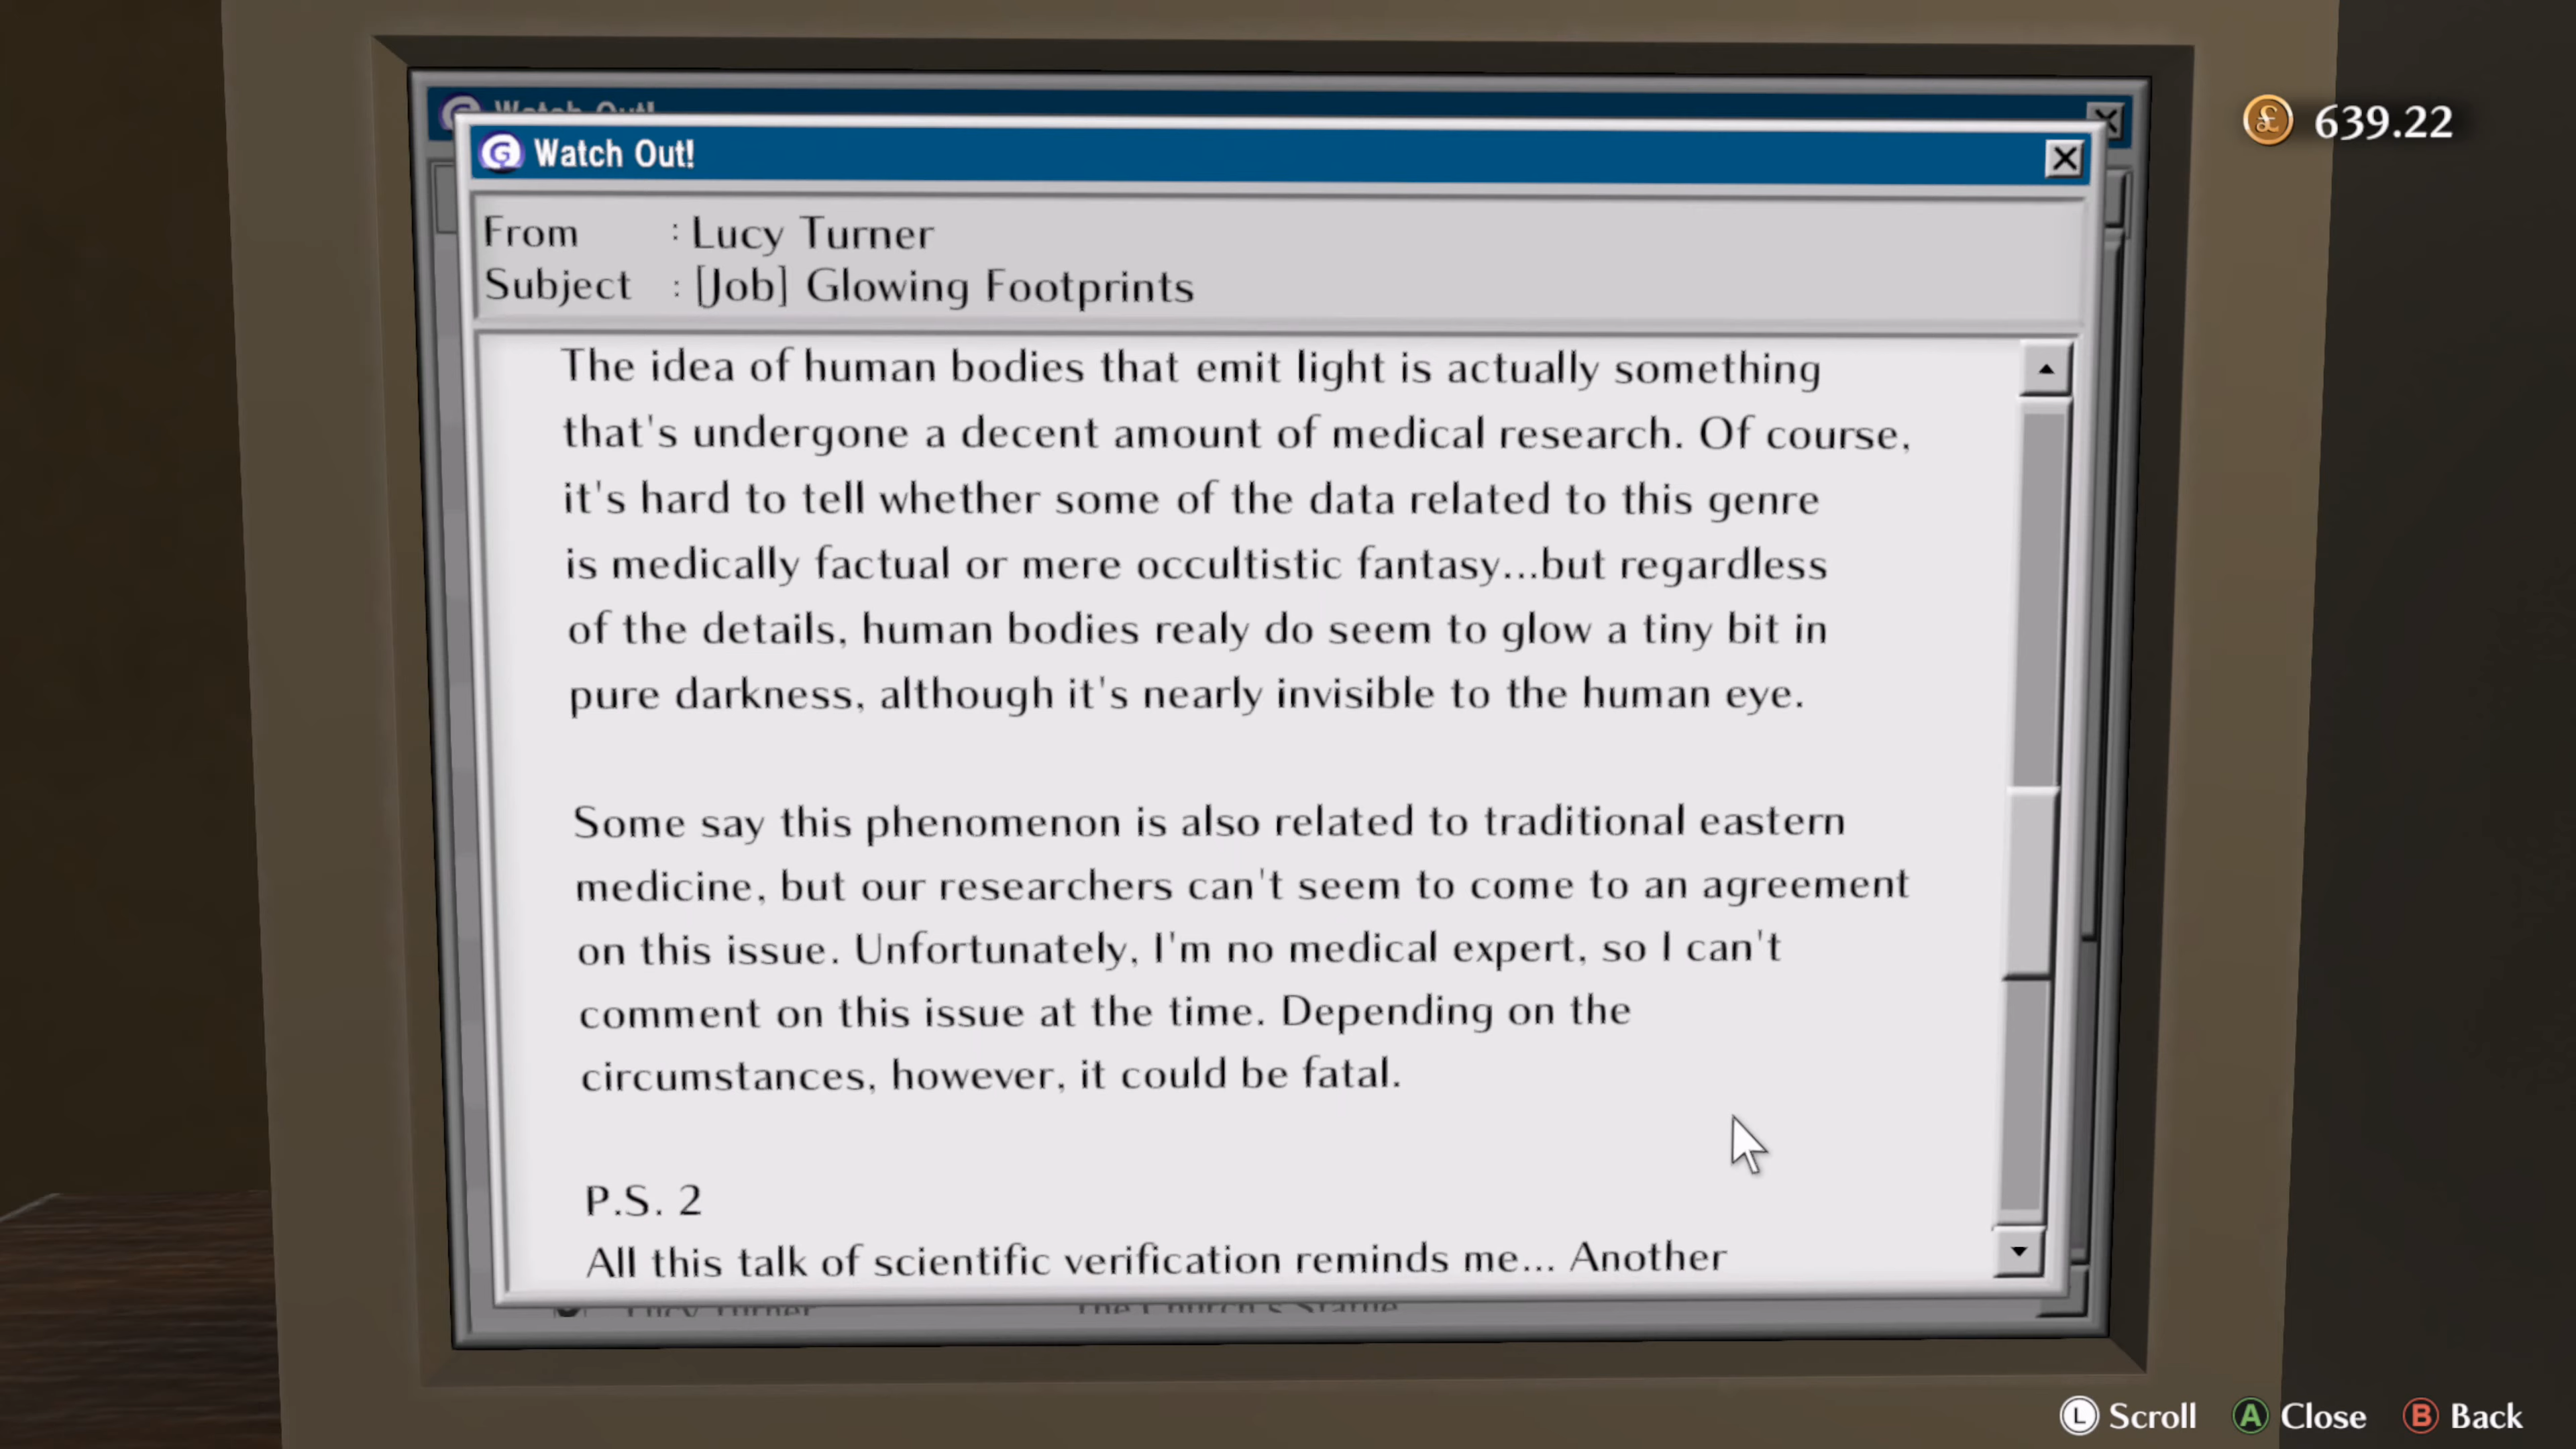 Watch Out!
639.22
Watch Out!
From : Lucy Turner
Subject : [Job] Glowing Footprints
The idea of human bodies that emit light is actually something
that's undergone a decent amount of medical research. Of course,
it's hard to tell whether some of the data related to this genre
is medically factual or mere occultistic fantasy...but regardless
of the details, human bodies realy do seem to glow a tiny bit in
pure darkness, although it's nearly invisible to the human eye.
Some say this phenomenon is also related to traditional eastern
medicine, but our researchers can't seem to come to an agreement
on this issue. Unfortunately, I'm no medical expert, so I can't
comment on this issue at the time. Depending on the
circumstances, however, it could be fatal.
P.S. 2
All this talk of scientific verification reminds me... Another
Lucy Turner The Church's Statue
L Scroll A Close B Back